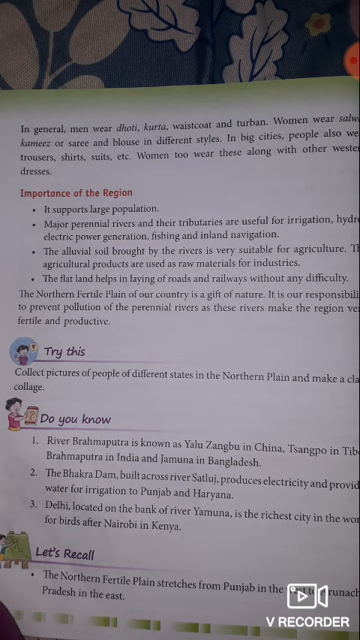 In general, men wear dhoti, kurta, waistcoat and turban. Women wear
kameez or saree and blouse in different styles. In big cities, people also
trousers, shirts, suits, etc. Women too wear these along with other
dresses.
Importance of the Region
• It supports large population.
• Major perennial rivers and their tributaries are useful for irrigation,
electric power generation, fishing and inland navigation.
• The alluvial soil brought by the rivers is very suitable for agriculture.
agricultural products are used as raw materials for industries.
• The flat land helps in laying of roads and railways without any difficulty.
The Northern Fertile Plain of our country is a gift of nature. It is our
to prevent pollution of the perennial rivers as these rivers make the region
fertile and productive.
Try this
Collect pictures of people of different states in the Northern Plain and make a
collage.
Do you know
1. River Brahmaputra is known as Yalu Zangbu in China, Tsangpo in
Brahmaputra in India and Jamuna in Bangladesh.
2. The Bhakra Dam, built across river Satluj, produces electricity and
water for irrigation to Punjab and Haryana.
3. Delhi, located on the bank of river Yamuna, is the richest city in the
for birds after Nairobi in Kenya.
Let's Recall
• The Northern Fertile Plain stretches from Punjab in the
Pradesh in the east.
V RECORDER